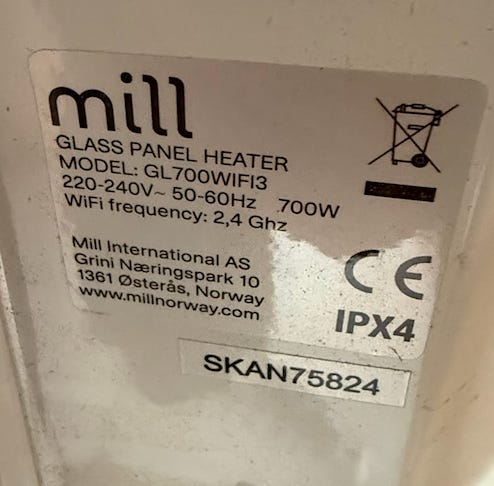 mill
GLASS PANEL HEATER
MODEL: GL700WIFI3
220-240V~ 50-60Hz 700W
WiFi frequency: 2,4 Ghz
Mill International AS
Grini Næringspark 10
1361 Østerås, Norway
www.millnorway.com
CE
IPX4
SKAN75824